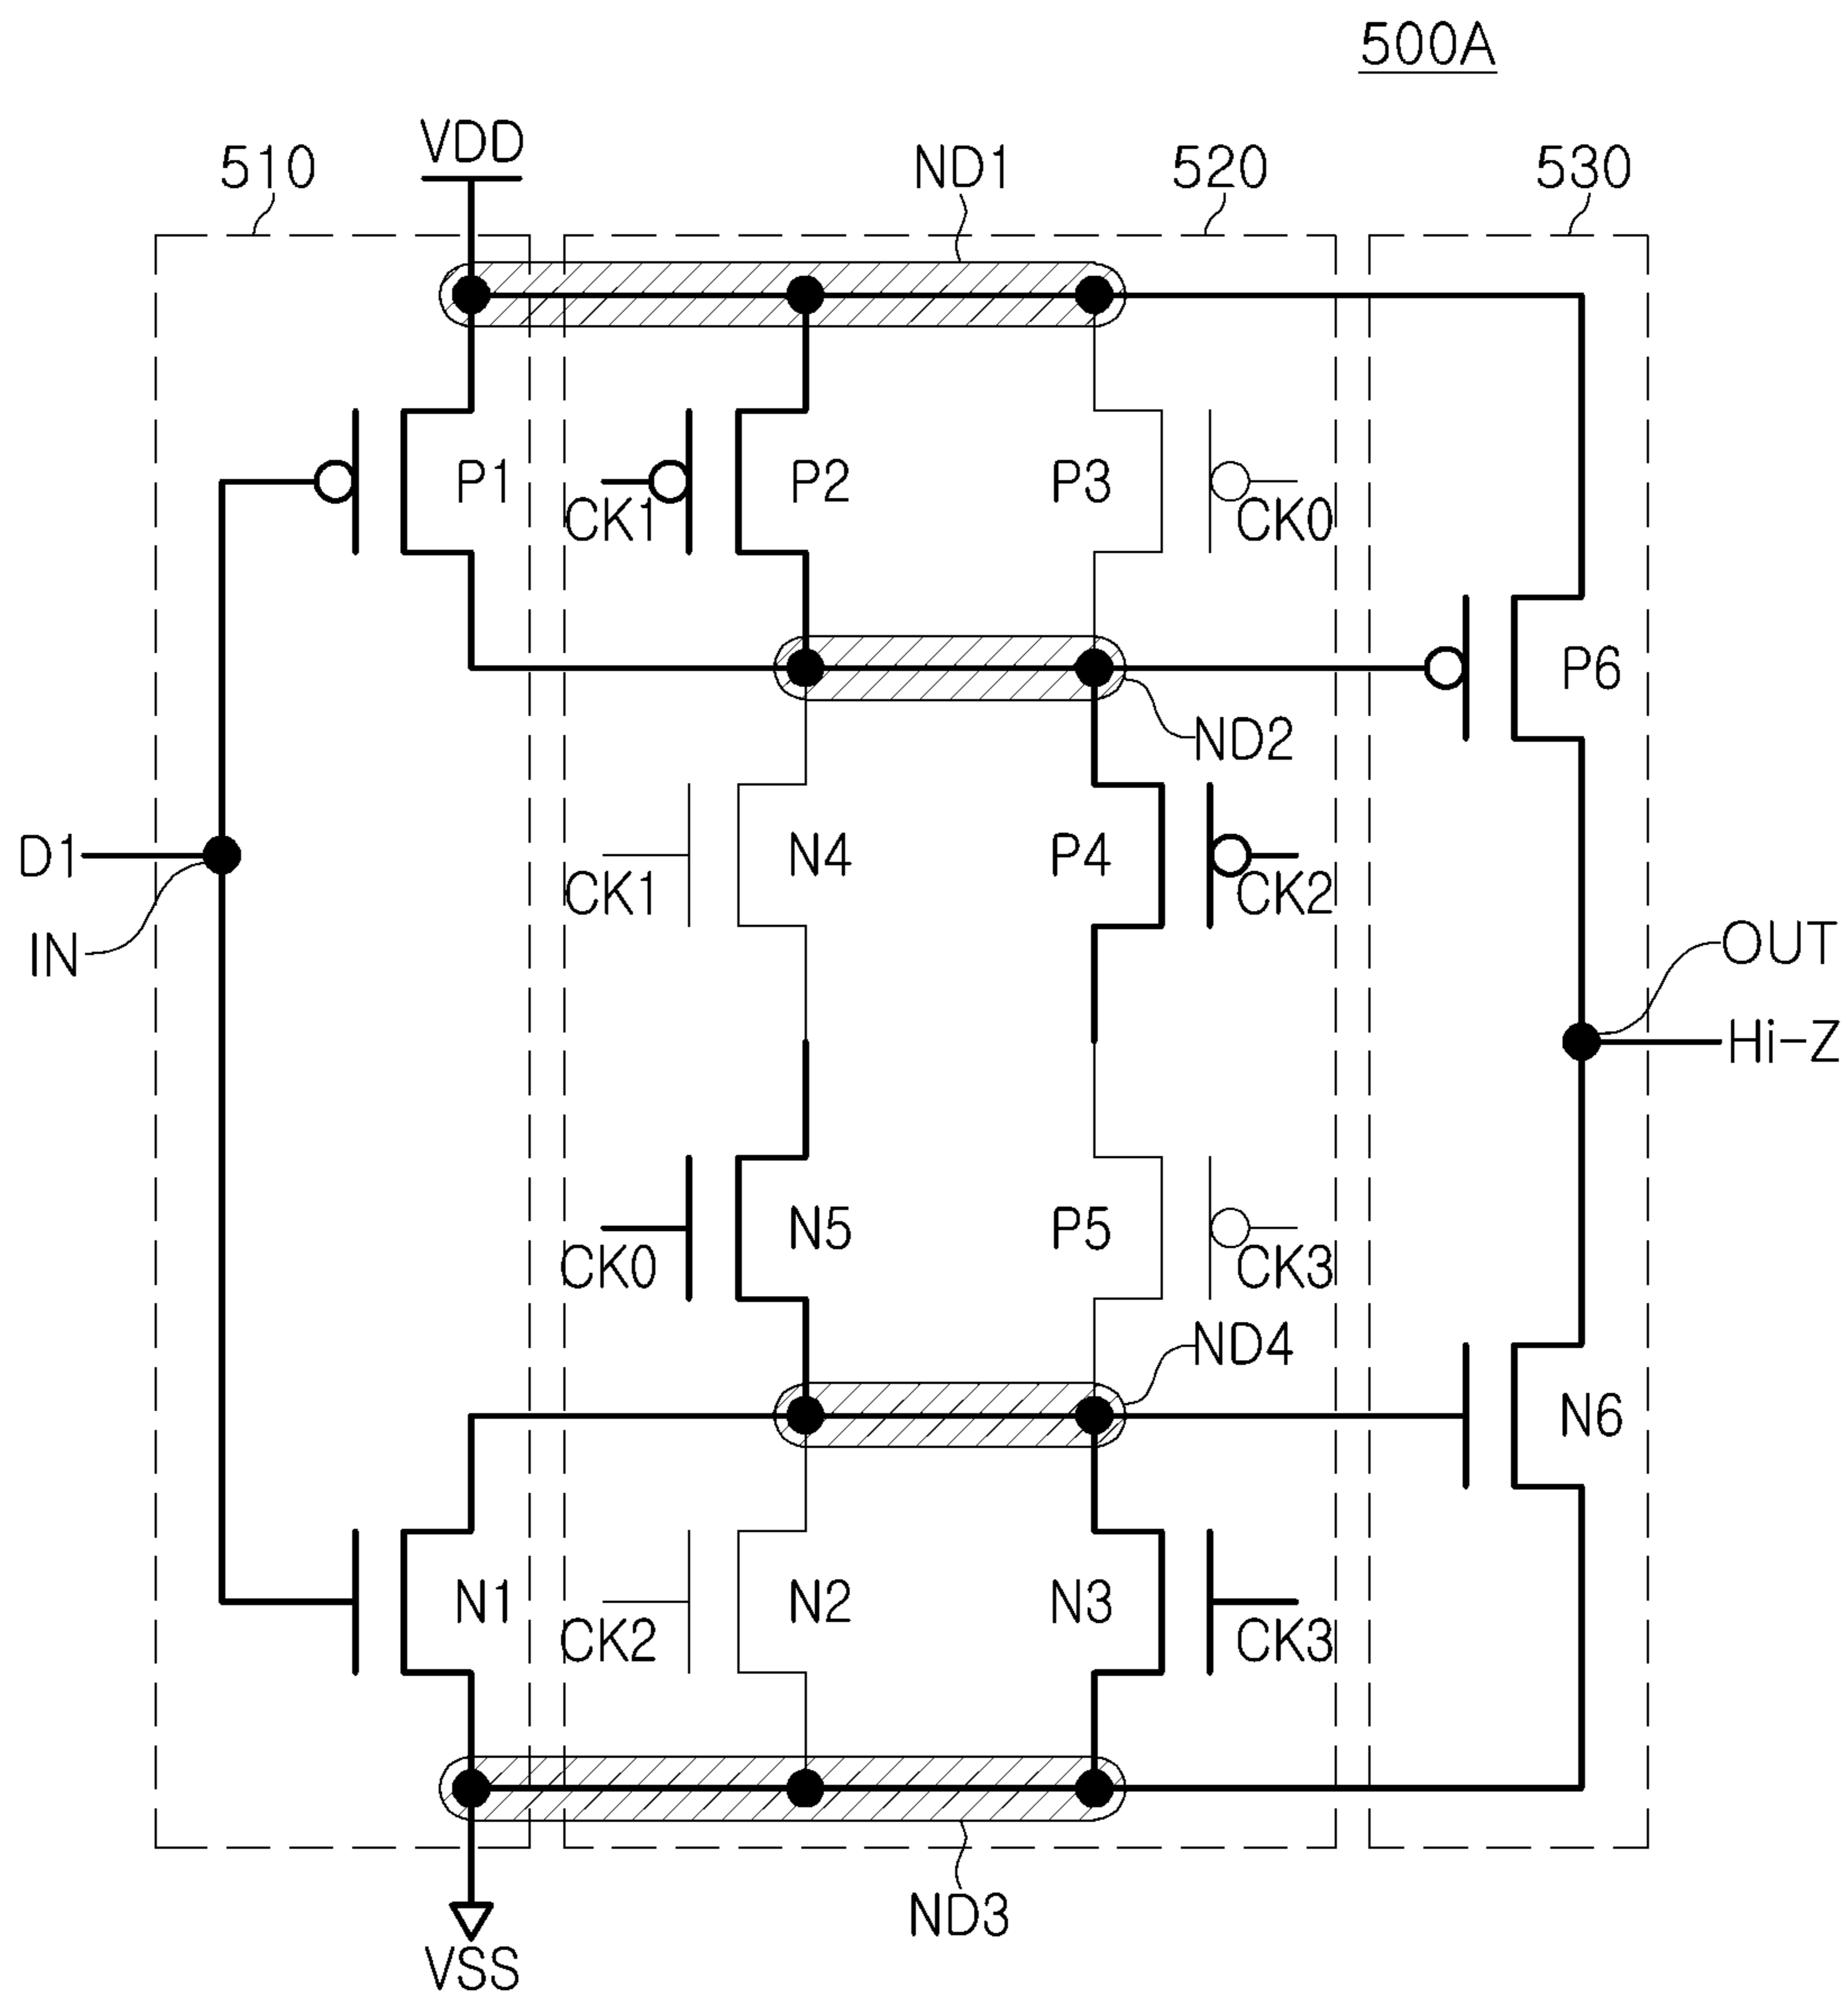 500A
VDD
510
ND1
520
530
P1
P2
P3
CK1
CK0
P6
ND2
D1
N4
P4
CK1
CK2
IN
OUT
Hi-Z
N5
P5
CK0
CK3
ND4
N6
N1
N2
N3
CK2
CK3
ND3
VSS